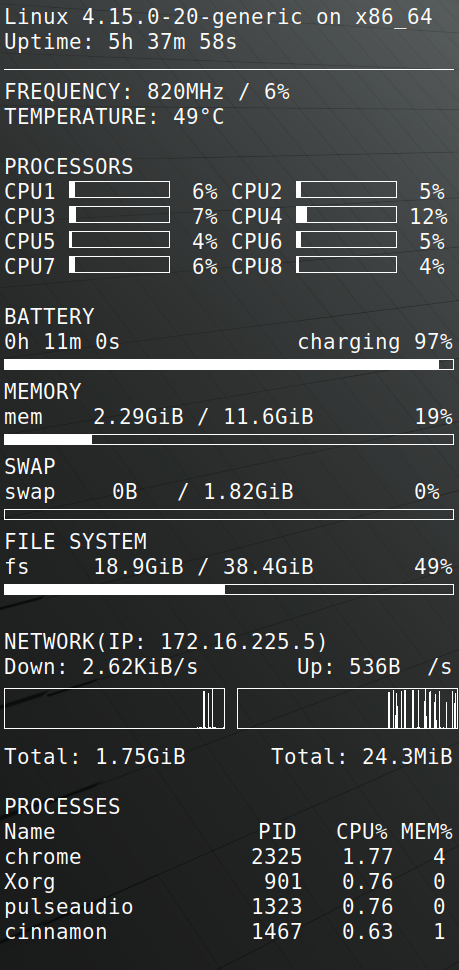 Linux 4.15.0-20-generic on x86_64
Uptime: 5h 37m 58s
FREQUENCY: 820MHz / 6%
TEMPERATURE: 49°C
PROCESSORS
CPU1 6% CPU2 5%
CPU3 7% CPU4 12%
CPU5 4% CPU6 5%
CPU7 6% CPU8 4%
BATTERY
0h 11m 0s charging 97%
MEMORY
mem 2.29GiB / 11.6GiB 19%
SWAP
swap 0B / 1.82GiB 0%
FILE SYSTEM
fs 18.9GiB / 38.4GiB 49%
NETWORK(IP: 172.16.225.5)
Down: 2.62KiB/s Up: 536B /s
Total: 1.75GiB Total: 24.3MiB
PROCESSES
Name PID CPU% MEM%
chrome 2325 1.77 4
Xorg 901 0.76 0
pulseaudio 1323 0.76 0
cinnamon 1467 0.63 1